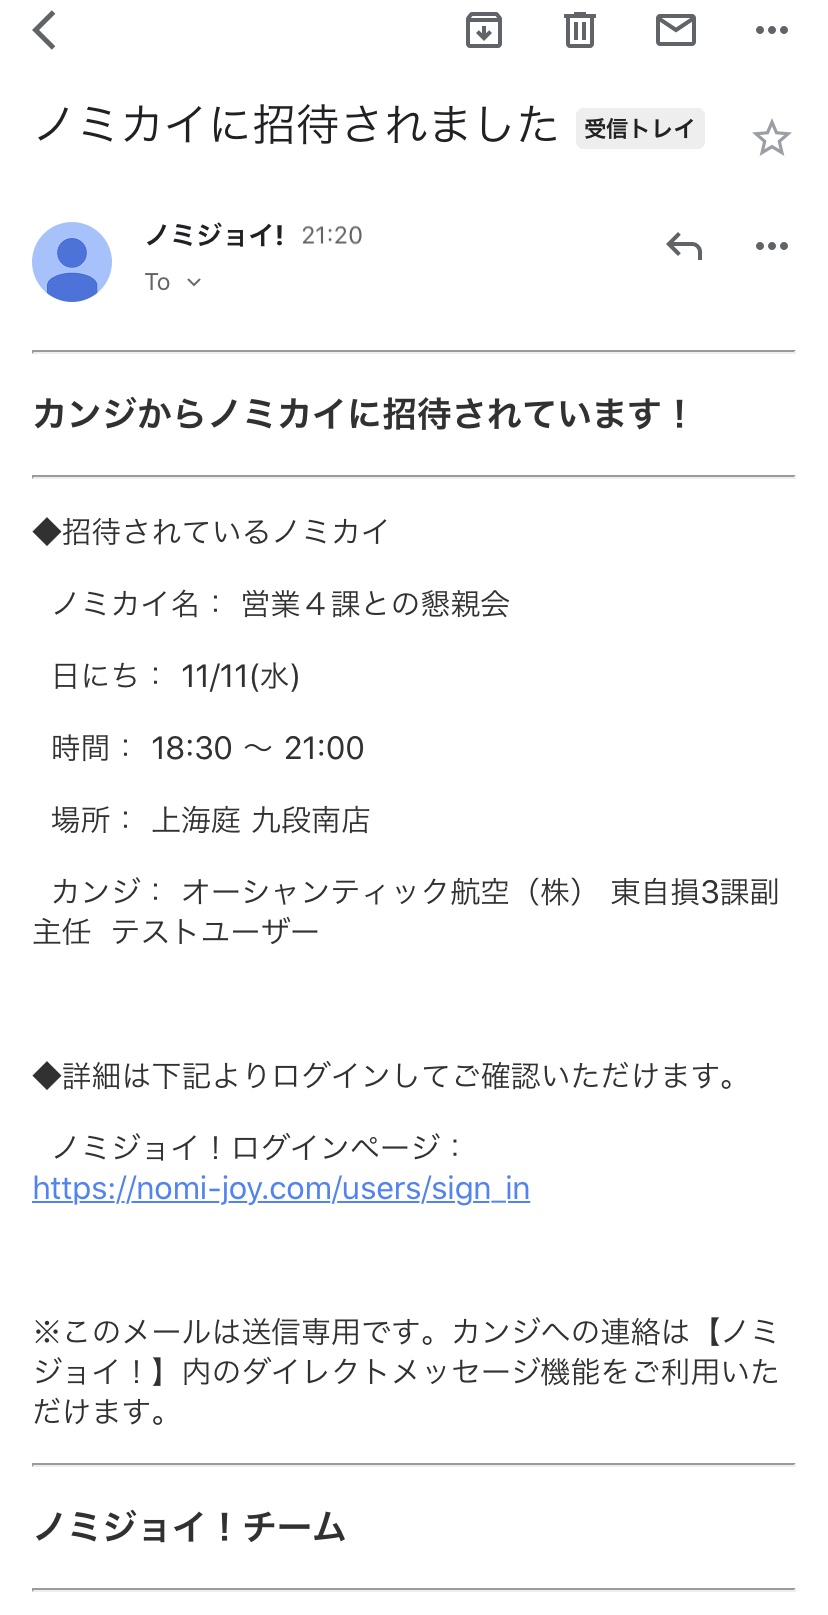 ノミカイに招待されました 受信トレイ
ノミジョイ! 21:20
To
カンジからノミカイに招待されています！
◆招待されているノミカイ
ノミカイ名： 営業４課との懇親会
日にち： 11/11(水)
時間： 18:30 〜 21:00
場所： 上海庭 九段南店
カンジ： オーシャンティック航空（株） 東自損3課副
主任 テストユーザー
◆詳細は下記よりログインしてご確認いただけます。
ノミジョイ！ログインページ：
https://nomi-joy.com/users/sign_in
※このメールは送信専用です。カンジへの連絡は【ノミ
ジョイ！】内のダイレクトメッセージ機能をご利用いた
だけます。
ノミジョイ！チーム